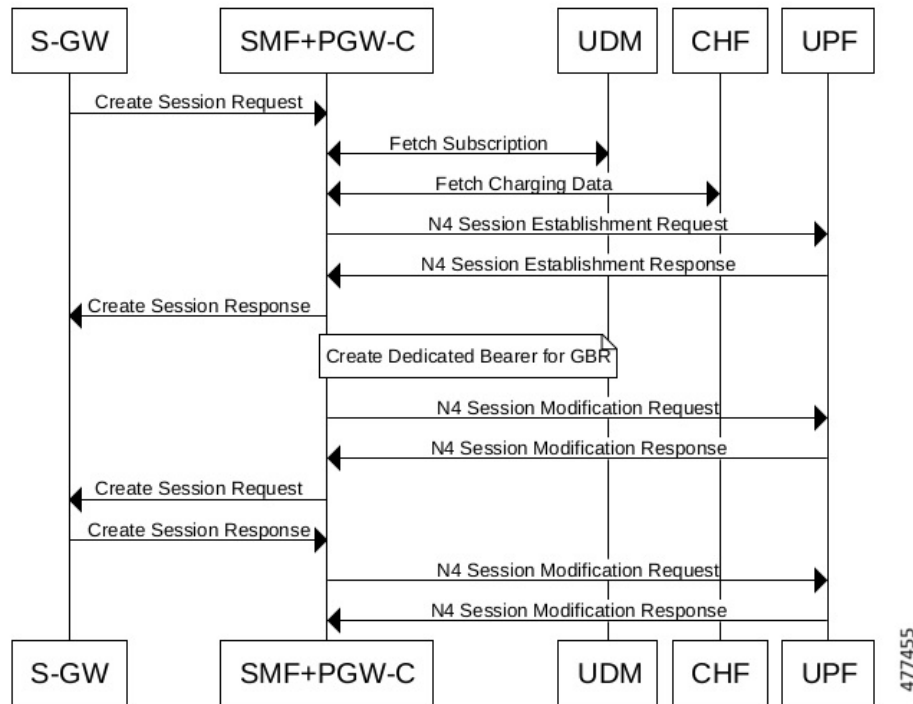 S-GW
SMF+PGW-C
UDM
CHF
UPF
Create Session Request
Fetch Subscription
Fetch Charging Data
N4 Session Establishment Request
N4 Session Establishment Response
Create Session Response
Create Dedicated Bearer for GBR
N4 Session Modification Request
N4 Session Modification Response
Create Session Request
Create Session Response
N4 Session Modification Request
N4 Session Modification Response
S-GW
SMF+PGW-C
UDM
CHF
UPF
477455